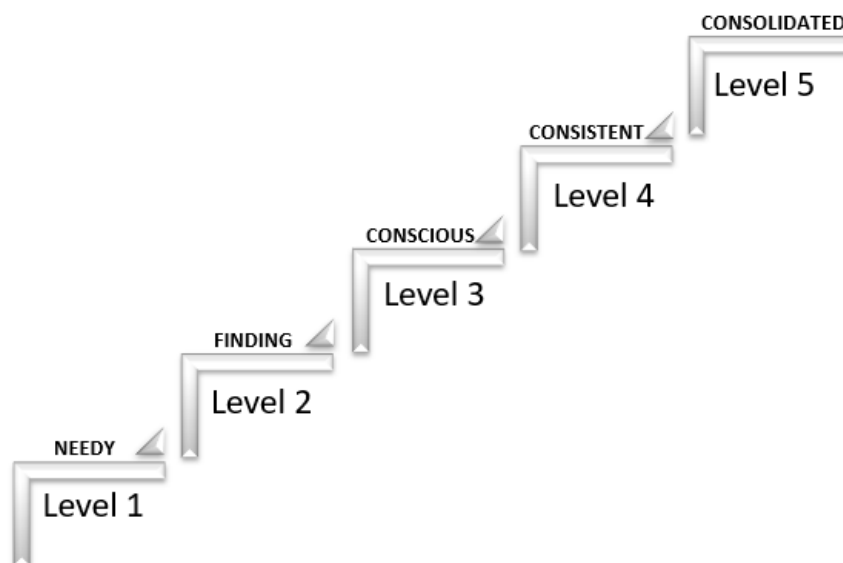 CONSOLIDATED
Level 5
CONSISTENT
Level 4
CONSCIOUS
Level 3
FINDING
Level 2
NEEDY
Level 1